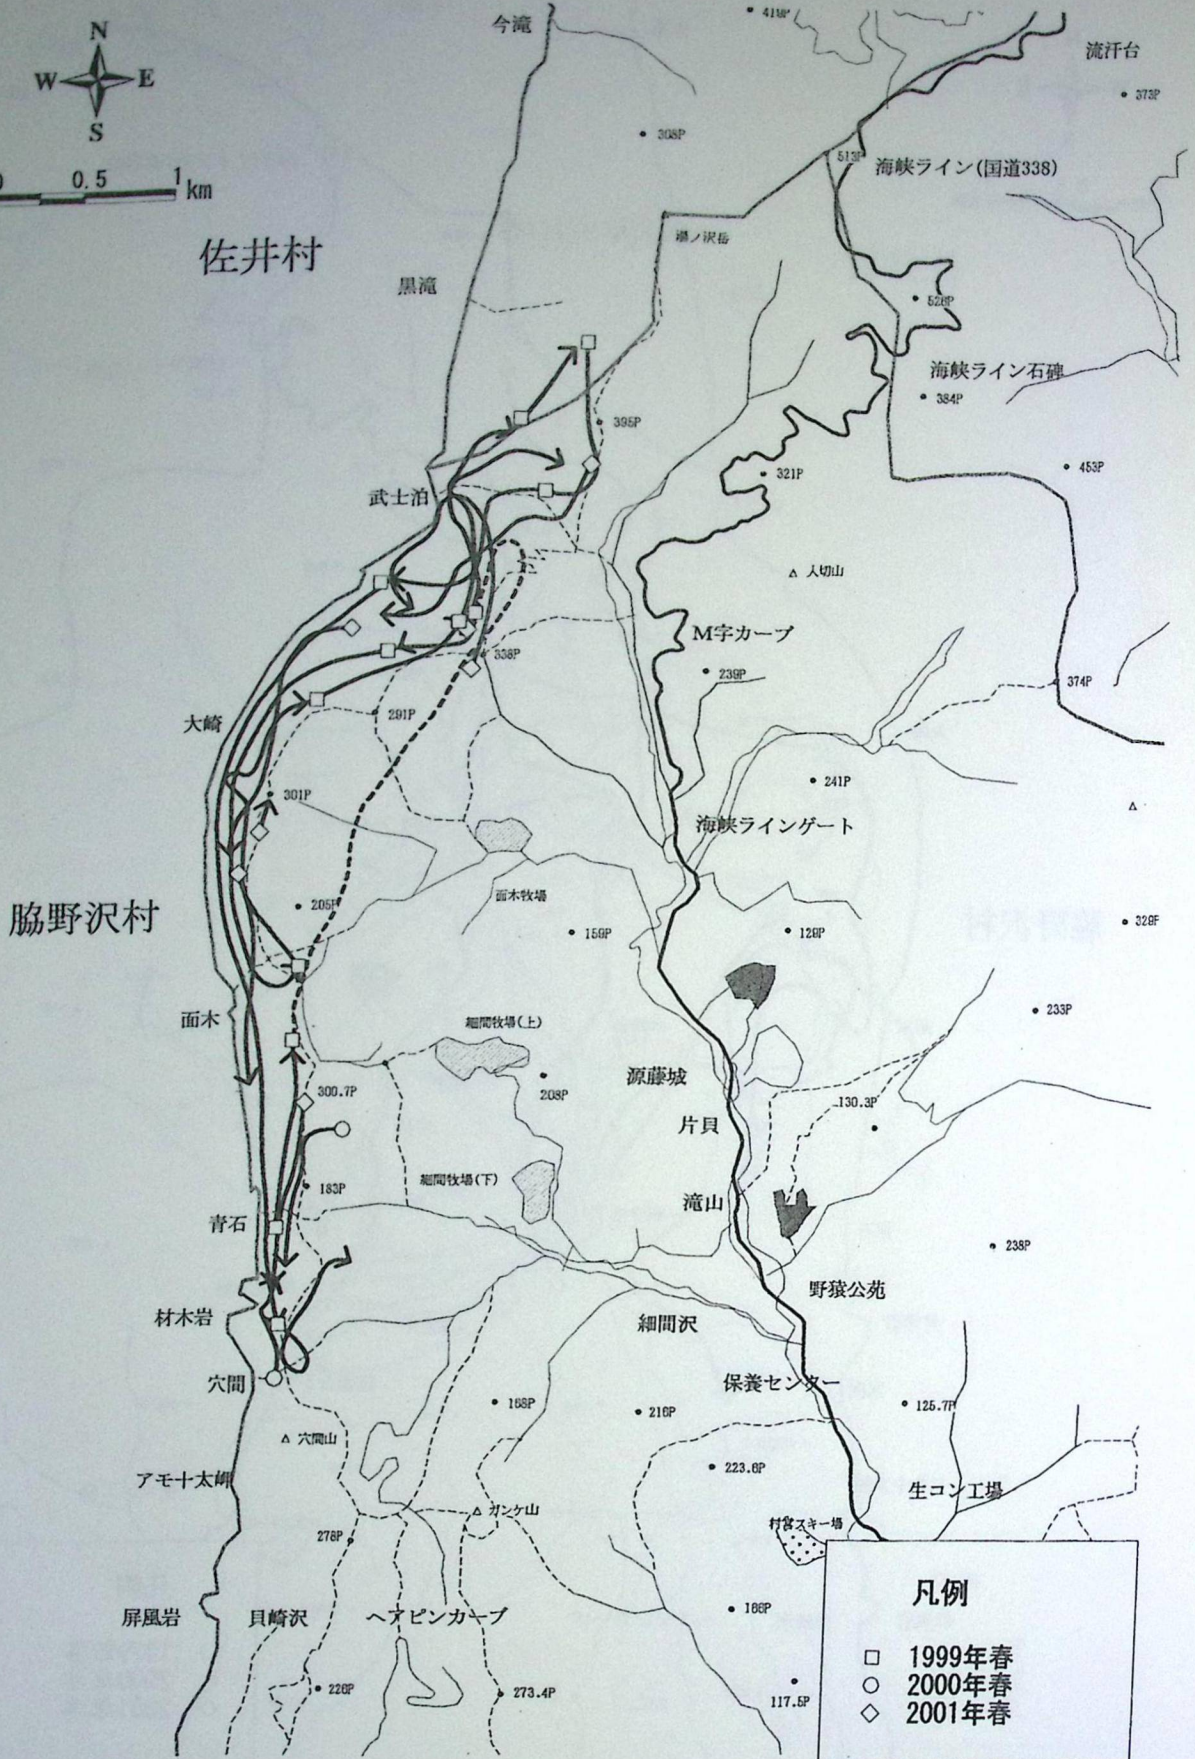 今滝
419P
N
W
E
S
流汗台
373P
308P
513P
海峡ライン(国道338)
0
0.5
1
km
湯ノ沢岳
佐井村
黒滝
526P
海峡ライン石碑
384P
395P
453P
321P
武士泊
人切山
M字カーブ
338P
239P
374P
291P
大崎
241P
301P
海峡ラインゲート
面木牧場
脇野沢村
205P
159P
129P
329P
面木
細間牧場(上)
233P
源藤城
208P
300.7P
130.3P
片貝
細間牧場(下)
183P
滝山
青石
238P
野猿公苑
材木岩
細間沢
穴間
保養センター
168P
216P
125.7P
穴間山
223.6P
アモ十太岬
生コン工場
ガンケ山
村営スキー場
278P
凡例
166P
屏風岩
貝崎沢
ヘアピンカーブ
1999年春
2000年春
2001年春
226P
273.4P
117.5P